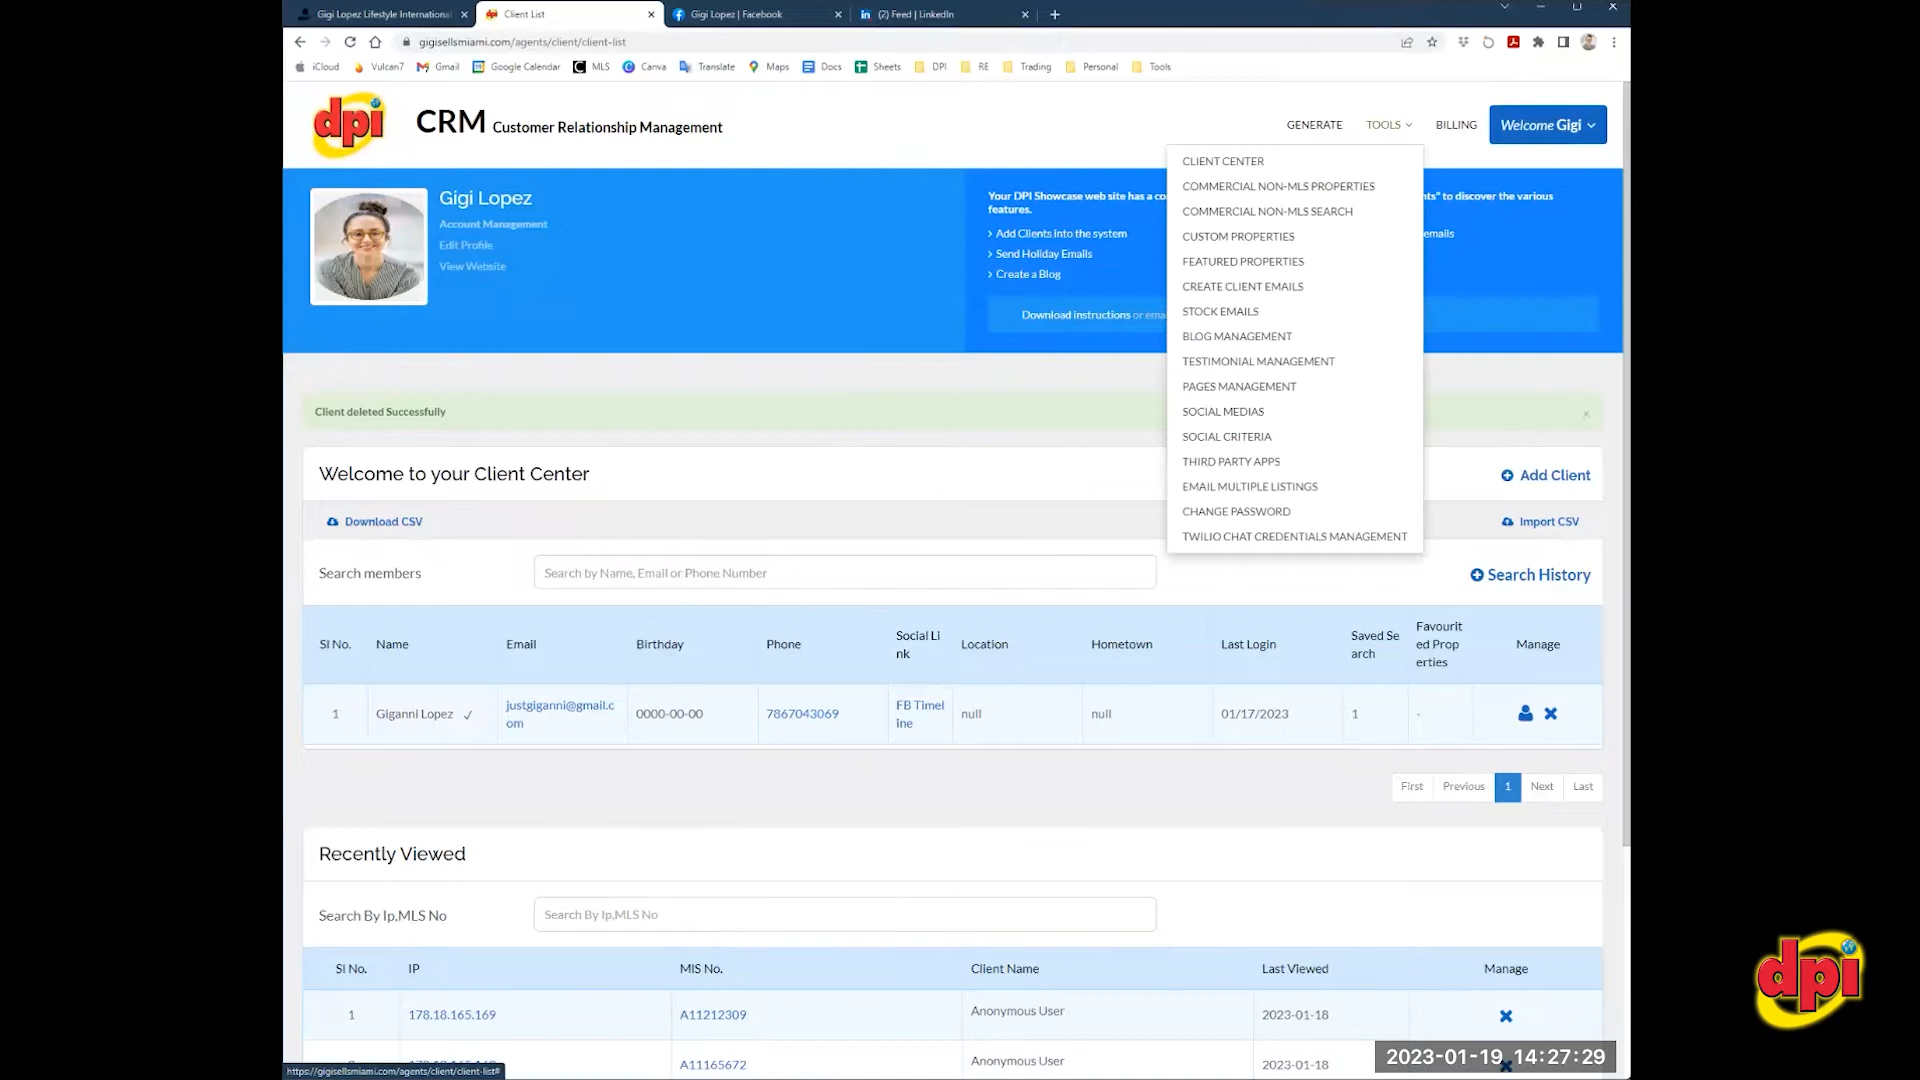 Gigi Lopez Lifestyle International
Client List
Gigi Lopez | Facebook
(2) Feed | LinkedIn
gigisellsmiami.com/agents/client/client-list
iCloud
Vulcan7
Gmail
Google Calendar
MLS
Canva
Translate
Maps
Docs
Sheets
DPI
RE
Trading
Personal
Tools
dpi
CRM Customer Relationship Management
GENERATE
TOOLS
BILLING
Welcome Gigi
CLIENT CENTER
COMMERCIAL NON-MLS PROPERTIES
COMMERCIAL NON-MLS SEARCH
CUSTOM PROPERTIES
FEATURED PROPERTIES
CREATE CLIENT EMAILS
STOCK EMAILS
BLOG MANAGEMENT
TESTIMONIAL MANAGEMENT
PAGES MANAGEMENT
SOCIAL MEDIAS
SOCIAL CRITERIA
THIRD PARTY APPS
EMAIL MULTIPLE LISTINGS
CHANGE PASSWORD
TWILIO CHAT CREDENTIALS MANAGEMENT
Gigi Lopez
Account Management
Edit Profile
View Website
Your DPI Showcase web site has a co
nts" to discover the various
features.
> Add Clients into the system
emails
> Send Holiday Emails
> Create a Blog
Download instructions or ema
Client deleted Successfully
Welcome to your Client Center
Add Client
Download CSV
Import CSV
Search members
Search by Name, Email or Phone Number
Search History
Sl No.
Name
Email
Birthday
Phone
Social Li
nk
Location
Hometown
Last Login
Saved Se
arch
Favourit
ed Prop
erties
Manage
1
Giganni Lopez ✓
justgiganni@gmail.c
om
0000-00-00
7867043069
FB Timel
ine
null
null
01/17/2023
1
-
First
Previous
1
Next
Last
Recently Viewed
Search By Ip,MLS No
Search By Ip,MLS No
Sl No.
IP
MlS No.
Client Name
Last Viewed
Manage
1
178.18.165.169
A11212309
Anonymous User
2023-01-18
A11165672
Anonymous User
2023-01-18
https://gigisellsmiami.com/agents/client/client-list#
dpi
2023-01-19 14:27:29